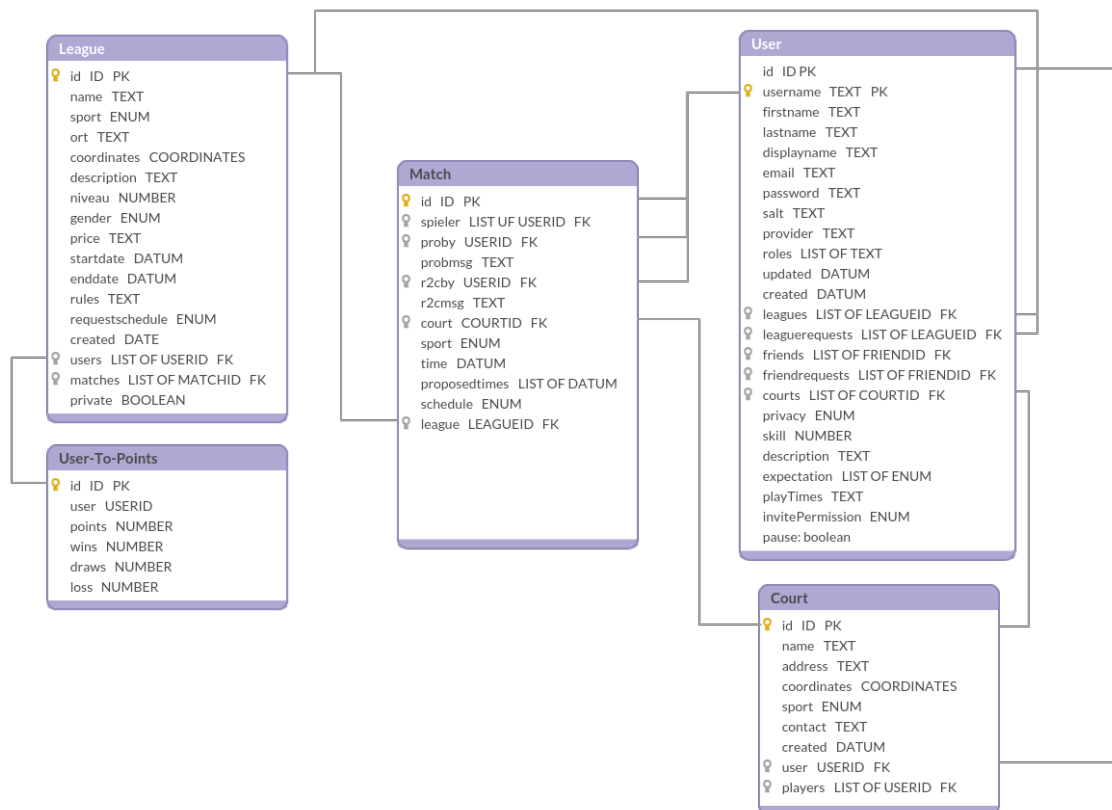 League
id ID PK
name TEXT
sport ENUM
ort TEXT
coordinates COORDINATES
description TEXT
niveau NUMBER
gender ENUM
price TEXT
startdate DATUM
enddate DATUM
rules TEXT
requestschedule ENUM
created DATE
users LIST OF USERID FK
matches LIST OF MATCHID FK
private BOOLEAN
User-To-Points
id ID PK
user USERID
points NUMBER
wins NUMBER
draws NUMBER
loss NUMBER
Match
id ID PK
spieler LIST UF USERID FK
proby USERID FK
probmsg TEXT
r2cby USERID FK
r2cmsg TEXT
court COURTID FK
sport ENUM
time DATUM
proposedtimes LIST OF DATUM
schedule ENUM
league LEAGUEID FK
User
id ID PK
username TEXT PK
firstname TEXT
lastname TEXT
displayname TEXT
email TEXT
password TEXT
salt TEXT
provider TEXT
roles LIST OF TEXT
updated DATUM
created DATUM
leagues LIST OF LEAGUEID FK
leaguerequests LIST OF LEAGUEID FK
friends LIST OF FRIENDID FK
friendrequests LIST OF FRIENDID FK
courts LIST OF COURTID FK
privacy ENUM
skill NUMBER
description TEXT
expectation LIST OF ENUM
playTimes TEXT
invitePermission ENUM
pause: boolean
Court
id ID PK
name TEXT
address TEXT
coordinates COORDINATES
sport ENUM
contact TEXT
created DATUM
user USERID FK
players LIST OF USERID FK